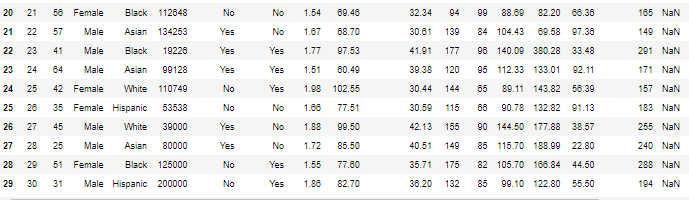 20 21 56 Female Black 112648 No No 1.54 69.46 32.34 94 99 88.69 82.20 66.36 165 NaN
21 22 57 Male Asian 134253 Yes No 1.67 68.70 30.61 139 84 104.43 69.58 97.36 149 NaN
22 23 41 Male Black 19226 Yes Yes 1.77 97.53 41.91 177 96 140.09 380.28 33.48 291 NaN
23 24 64 Male Asian 99128 Yes Yes 1.51 60.49 39.38 120 95 112.33 133.01 92.11 171 NaN
24 25 42 Female White 110749 No Yes 1.98 102.55 30.44 144 65 89.11 143.82 56.39 157 NaN
25 26 35 Female Hispanic 53538 No No 1.66 77.51 30.59 115 66 90.78 132.82 91.13 183 NaN
26 27 45 Male White 39000 Yes No 1.88 99.50 42.13 155 90 144.50 177.88 38.57 255 NaN
27 28 25 Male Asian 80000 Yes No 1.72 85.50 40.51 149 85 115.70 188.99 22.80 240 NaN
28 29 51 Female Black 125000 No Yes 1.55 77.60 35.71 175 82 105.70 166.84 44.50 288 NaN
29 30 31 Male Hispanic 200000 No Yes 1.86 82.70 36.20 132 85 99.10 122.80 55.50 194 NaN